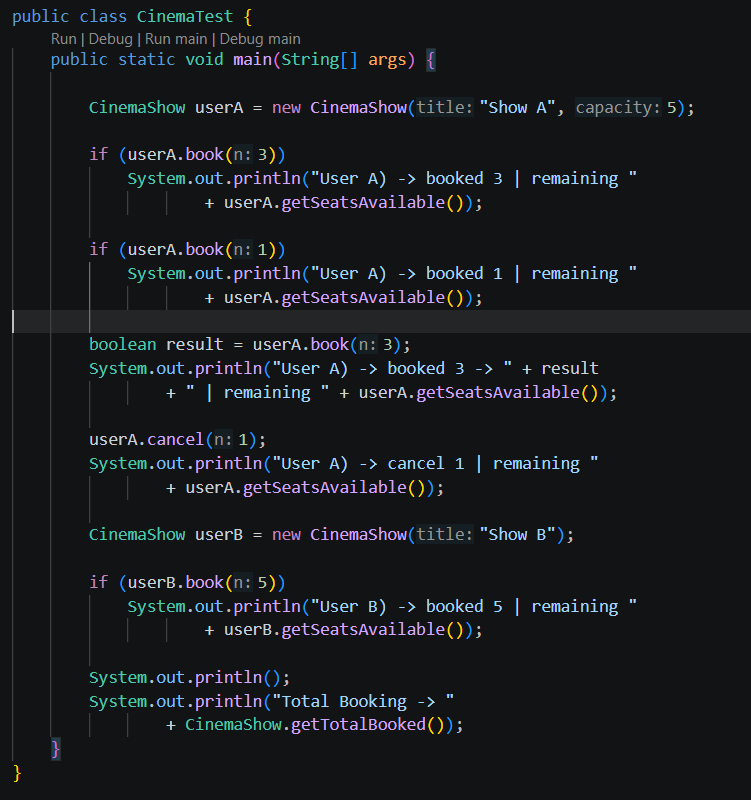 public class CinemaTest {
Run | Debug | Run main | Debug main
public static void main(String[] args) {
CinemaShow userA = new CinemaShow(title: "Show A", capacity: 5);
if (userA.book(n: 3))
System.out.println("User A) -> booked 3 | remaining "
+ userA.getSeatsAvailable());
if (userA.book(n: 1))
System.out.println("User A) -> booked 1 | remaining "
+ userA.getSeatsAvailable());
boolean result = userA.book(n: 3);
System.out.println("User A) -> booked 3 -> " + result
+ " | remaining " + userA.getSeatsAvailable());
userA.cancel(n: 1);
System.out.println("User A) -> cancel 1 | remaining "
+ userA.getSeatsAvailable());
CinemaShow userB = new CinemaShow(title: "Show B");
if (userB.book(n: 5))
System.out.println("User B) -> booked 5 | remaining "
+ userB.getSeatsAvailable());
System.out.println();
System.out.println("Total Booking -> "
+ CinemaShow.getTotalBooked());
}
}